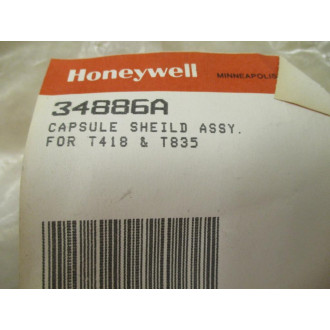 Honeywell MINNEAPOLIS
34886A
CAPSULE SHEILD ASSY.
FOR T418 & T835